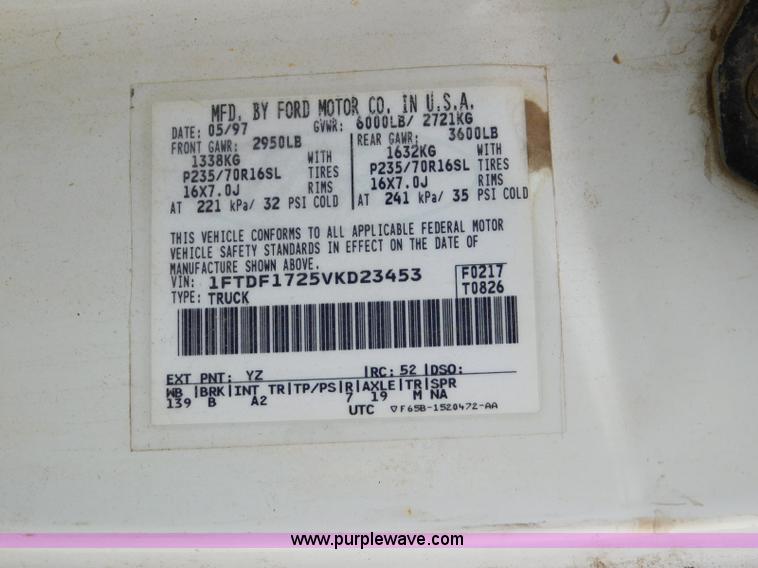 MFD. BY FORD MOTOR CO. IN U.S.A.
DATE: 05/97 GVWR: 6000LB/ 2721KG
FRONT GAWR: 2950LB REAR GAWR: 3600LB
1338KG WITH 1632KG WITH
P235/70R16SL TIRES P235/70R16SL TIRES
16X7.0J RIMS 16X7.0J RIMS
AT 221 kPa/ 32 PSI COLD AT 241 kPa/ 35 PSI COLD
THIS VEHICLE CONFORMS TO ALL APPLICABLE FEDERAL MOTOR
VEHICLE SAFETY STANDARDS IN EFFECT ON THE DATE OF
MANUFACTURE SHOWN ABOVE.
VIN: 1FTDF1725VKD23453 F0217
TYPE: TRUCK T0826
EXT PNT: YZ RC: 52 DSO:
WB BRK INT TR TP/PS R AXLE TR SPR
139 B A2 7 19 M NA
UTC F65B-1520472-AA
www.purplewave.com